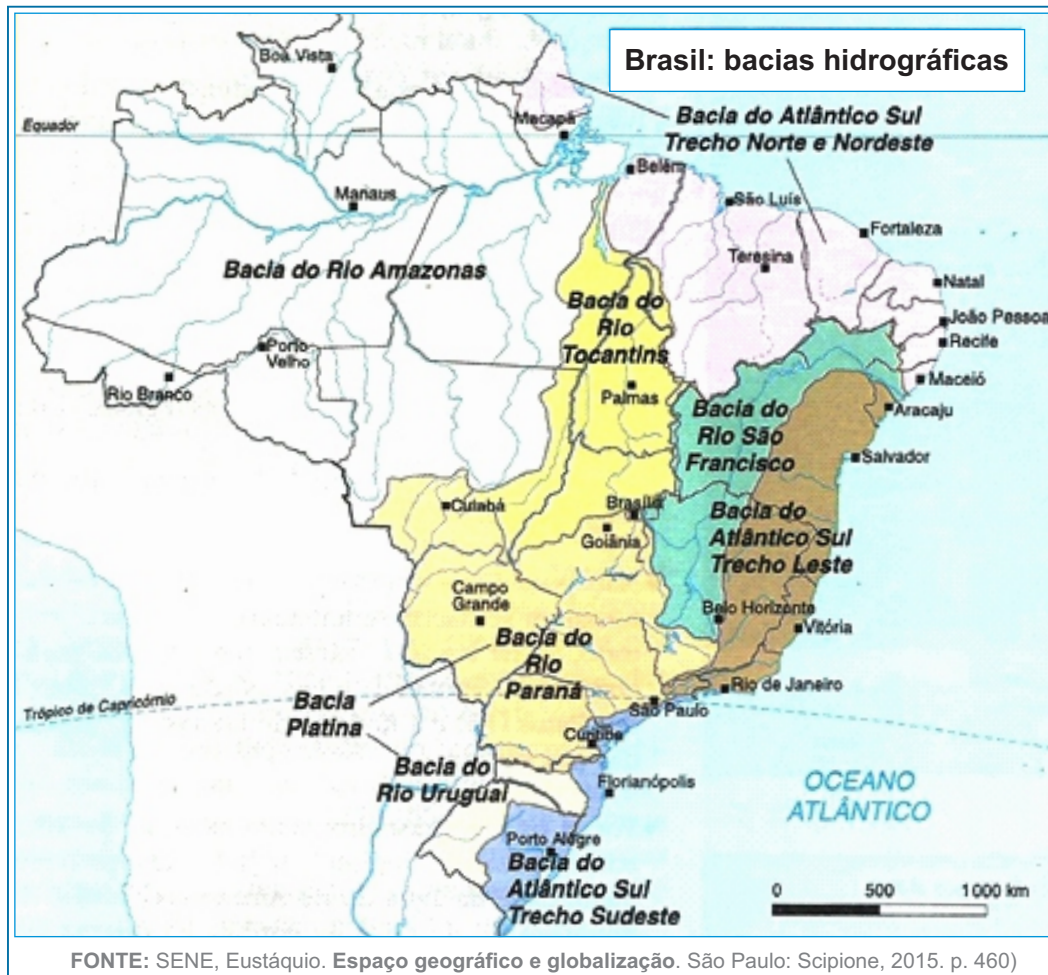 Brasil: bacias hidrográficas
Boa Vista
Bacia do Atlântico Sul
Trecho Norte e Nordeste
Equador
Macapá
Belém
São Luís
Manaus
Fortaleza
Teresina
Bacia do Rio Amazonas
Natal
Bacia do
Rio
Tocantins
João Pessoa
Recife
Porto
Velho
Rio Branco
Maceió
Palmas
Aracaju
Bacia do
Rio São
Francisco
Salvador
Cuiabá
Brasília
Bacia do
Atlântico Sul
Trecho Leste
Goiânia
Campo
Grande
Belo Horizonte
Vitória
Bacia do
Rio
Paraná
Rio de Janeiro
São Paulo
Trópico de Capricórnio
Bacia
Platina
Curitiba
Bacia do
Rio Uruguai
Florianópolis
OCEANO
ATLÂNTICO
Porto Alegre
Bacia do
Atlântico Sul
Trecho Sudeste
0 500 1000 km
FONTE: SENE, Eustáquio. Espaço geográfico e globalização. São Paulo: Scipione, 2015. p. 460)